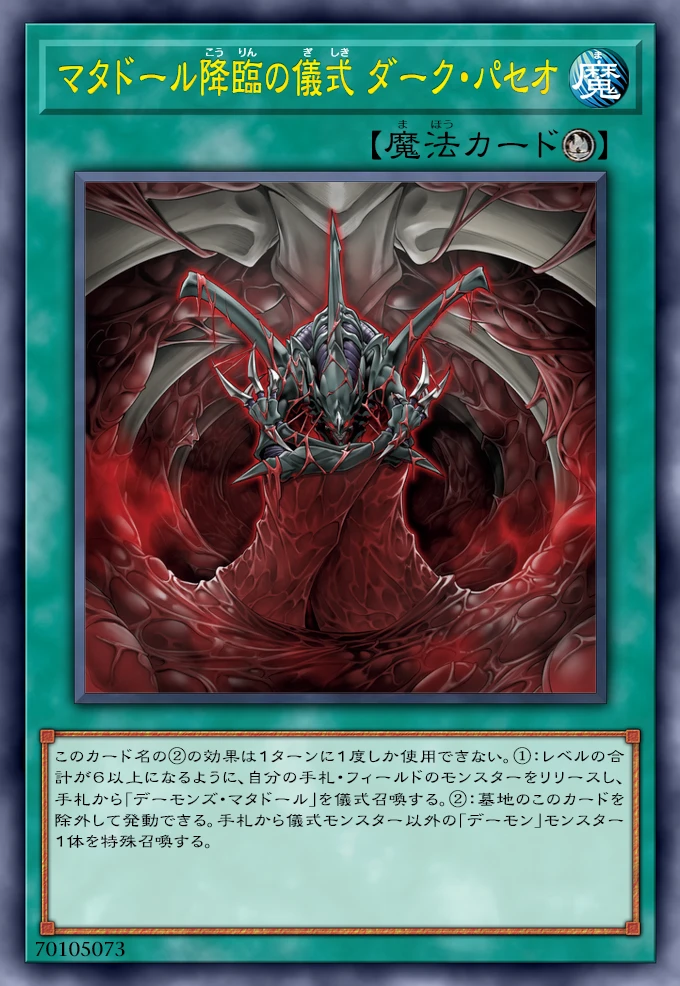 マタドール降臨の儀式 ダーク・パセオ 魔
【魔法カード】
このカード名の②の効果は1ターンに1度しか使用できない。①:レベルの合
計が6以上になるように、自分の手札・フィールドのモンスターをリリースし、
手札から「デーモンズ・マタドール」を儀式召喚する。②:墓地のこのカードを
除外して発動できる。手札から儀式モンスター以外の「デーモン」モンスター
1体を特殊召喚する。
70105073